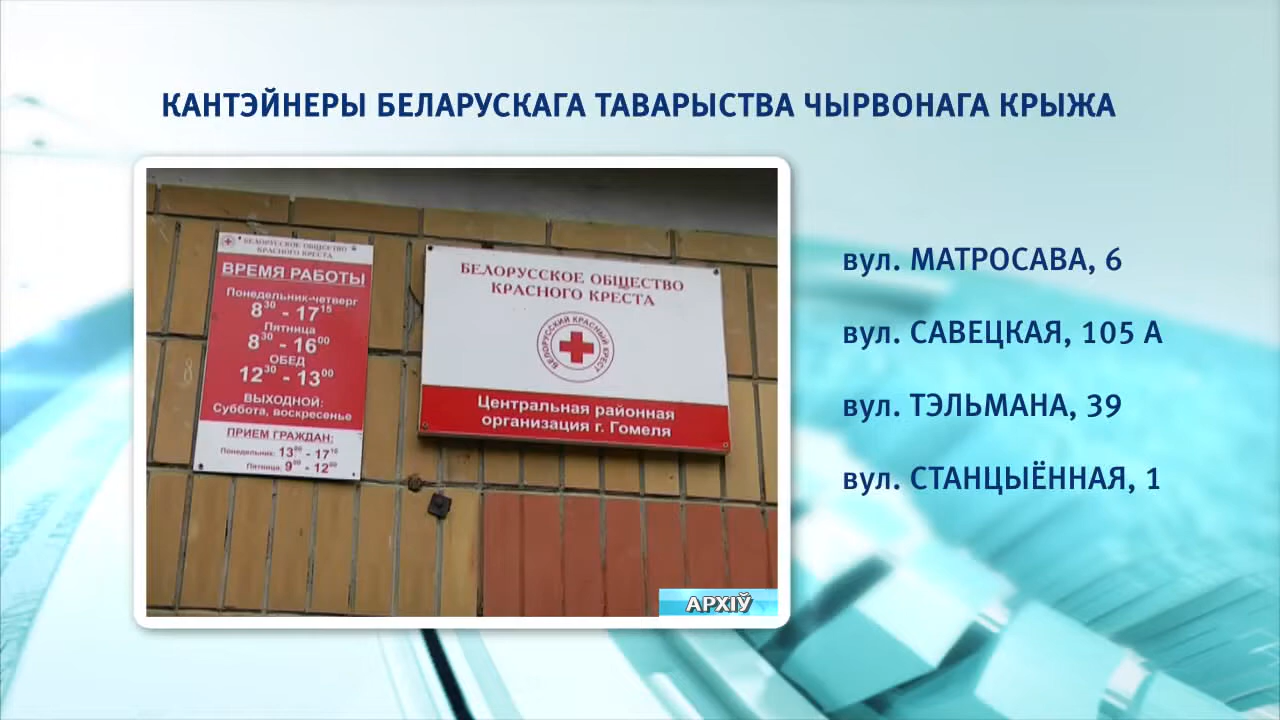 КАНТЭЙНЕРЫ БЕЛАРУСКАГА ТАВАРЫСТВА ЧЫРВОНАГА КРЫЖА
БЕЛОРУССКОЕ ОБЩЕСТВО
КРАСНОГО КРЕСТА
ВРЕМЯ РАБОТЫ
Понедельник-четверг
8³⁰ - 17¹⁵
Пятница
8³⁰ - 16⁰⁰
ОБЕД
12³⁰ - 13⁰⁰
ВЫХОДНОЙ:
Суббота, воскресенье
ПРИЕМ ГРАЖДАН:
Понедельник: 13⁰⁰ - 17¹⁵
Пятница: 9⁰⁰ - 12⁰⁰
БЕЛОРУССКОЕ ОБЩЕСТВО
КРАСНОГО КРЕСТА
БЕЛОРУССКИЙ КРАСНЫЙ КРЕСТ
Центральная районная
организация г. Гомеля
АРХІЎ
вул. МАТРОСАВА, 6
вул. САВЕЦКАЯ, 105 А
вул. ТЭЛЬМАНА, 39
вул. СТАНЦЫЁННАЯ, 1